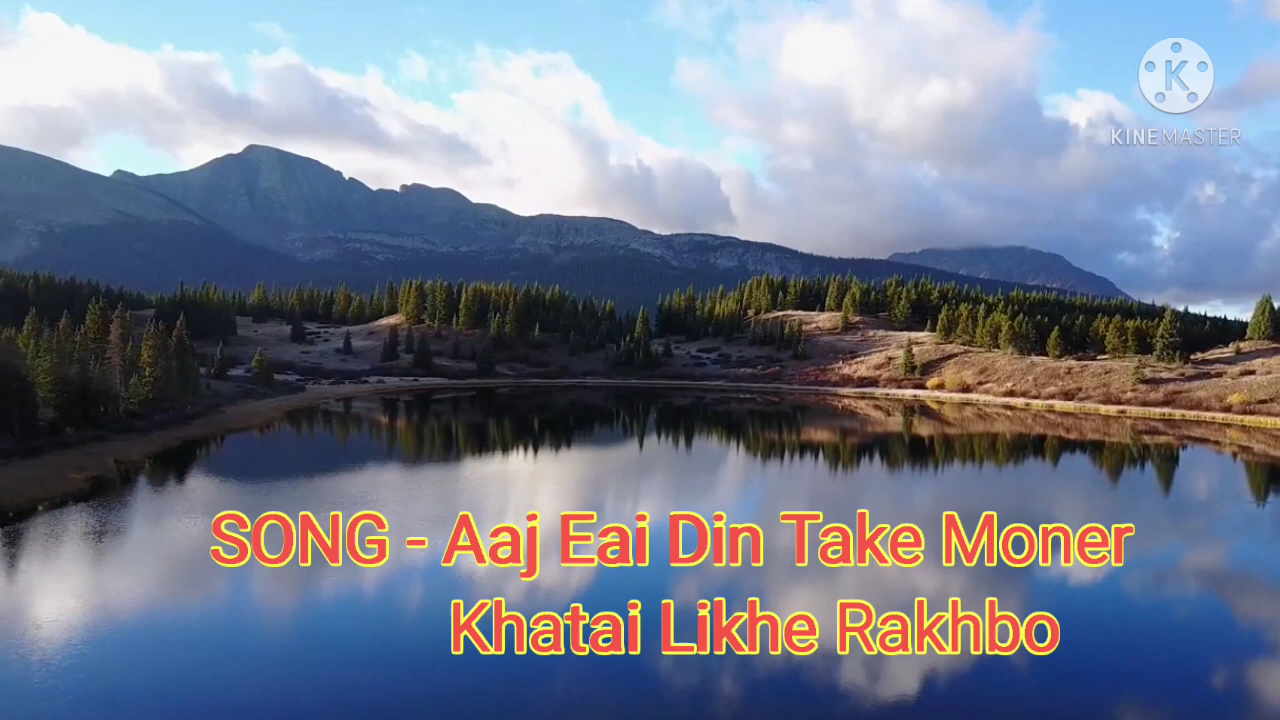 K
KINEMASTER
SONG - Aaj Eai Din Take Moner
Khatai Likhe Rakhbo